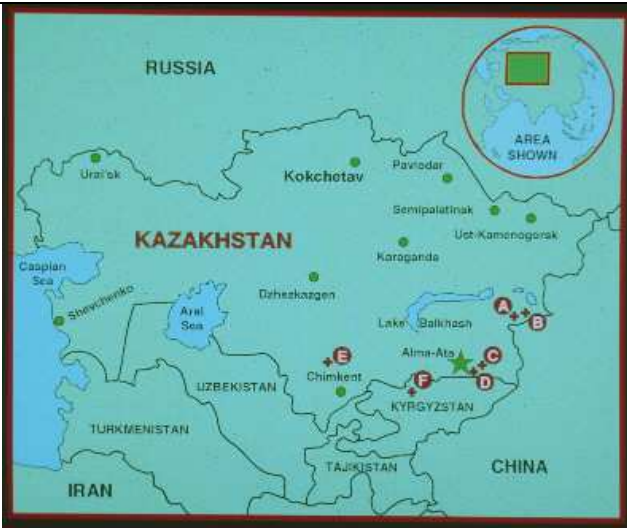 RUSSIA
AREA
SHOWN
Ural'sk
Kokchetav
Pavlodar
Semipalatinsk
Ust-Kamenogorsk
KAZAKHSTAN
Karaganda
Caspian
Sea
Dzhezkazgen
Shevchenko
Aral
Sea
A
B
Lake Balkhash
Alma-Ata
E
C
Chimkent
F
D
UZBEKISTAN
KYRGYZSTAN
TURKMENISTAN
TAJIKISTAN
CHINA
IRAN